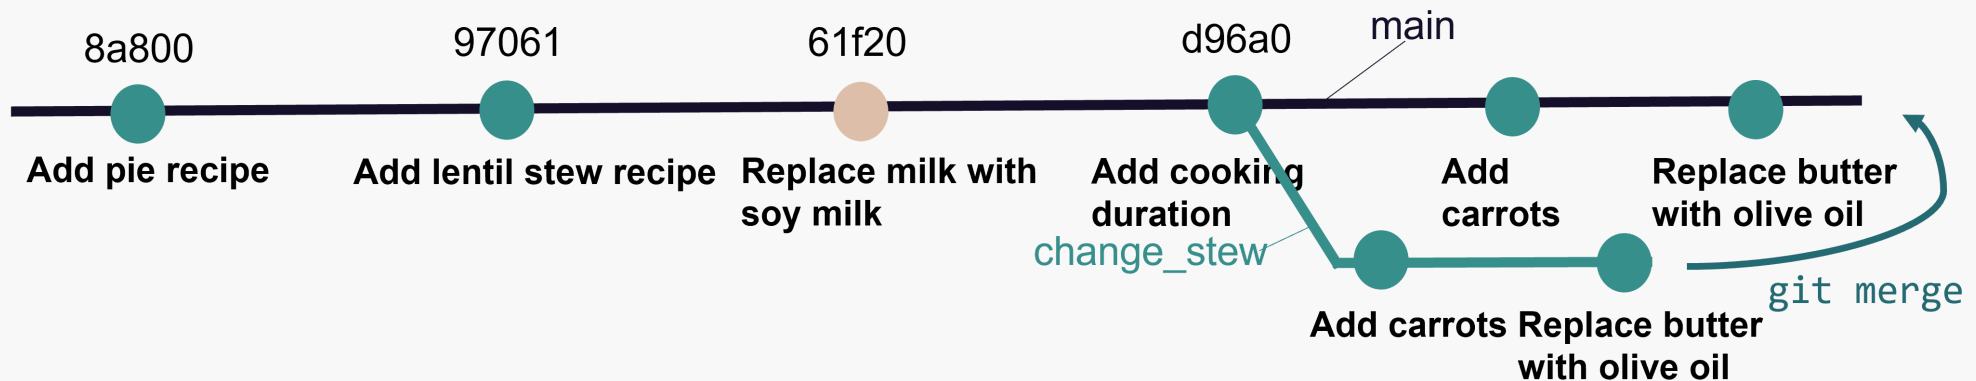 8a800
97061
61f20
d96a0
main
Add pie recipe
Add lentil stew recipe
Replace milk with
soy milk
Add cooking
duration
Add
carrots
Replace butter
with olive oil
change_stew
git merge
Add carrots
Replace butter
with olive oil